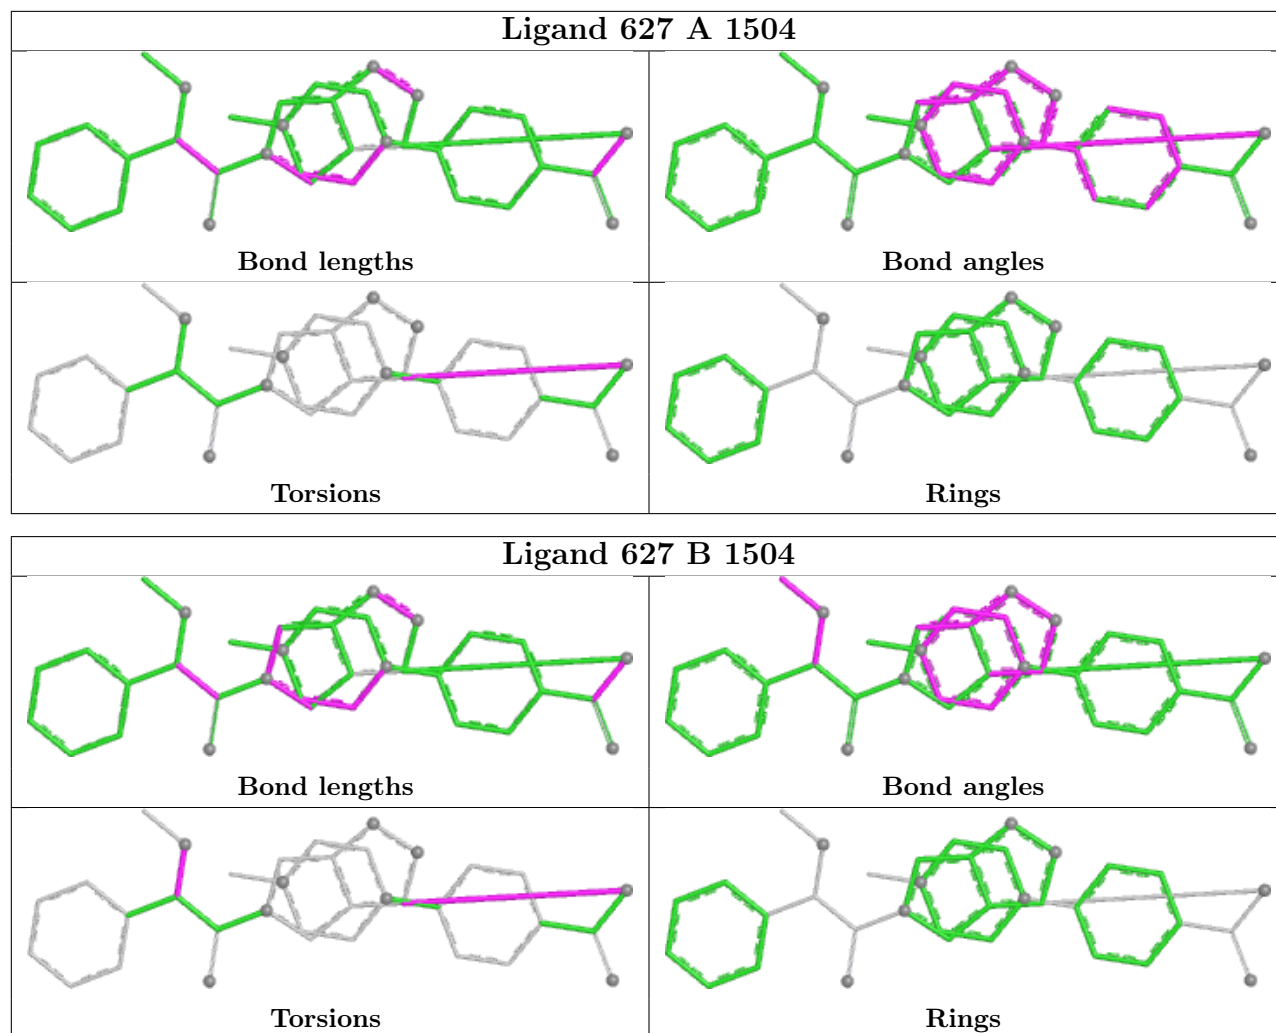 Ligand 627 A 1504
Bond lengths
Bond angles
Torsions
Rings
Ligand 627 B 1504
Bond lengths
Bond angles
Torsions
Rings